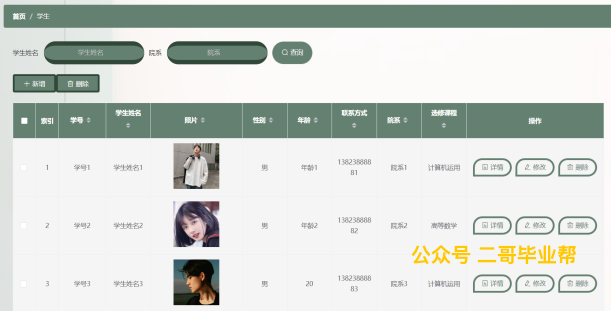 首页 / 学生
学生姓名 学生姓名 院系 院系 查询
+ 新增 删除
索引 学号 学生姓名 照片 性别 年龄 联系方式 院系 选修课程 操作
1 学号1 学生姓名1 男 年龄1 13823888881 院系1 计算机运用 详情 修改 删除
2 学号2 学生姓名2 男 年龄2 13823888882 院系2 高等数学 详情 修改 删除
公众号 二哥毕业帮
3 学号3 学生姓名3 男 20 13823888883 院系3 计算机运用 详情 修改 删除